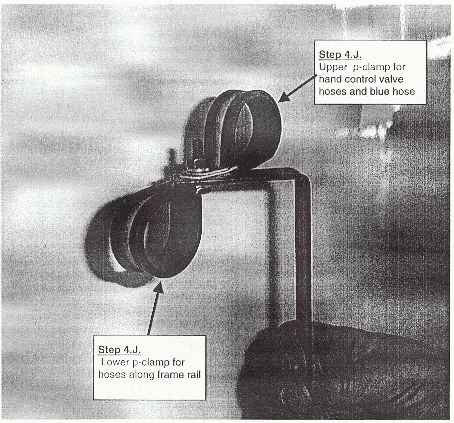 Step 4.J.
Upper p-clamp for
hand control valve
hoses and blue hose
Step 4.J.
Lower p-clamp for
hoses along frame rail